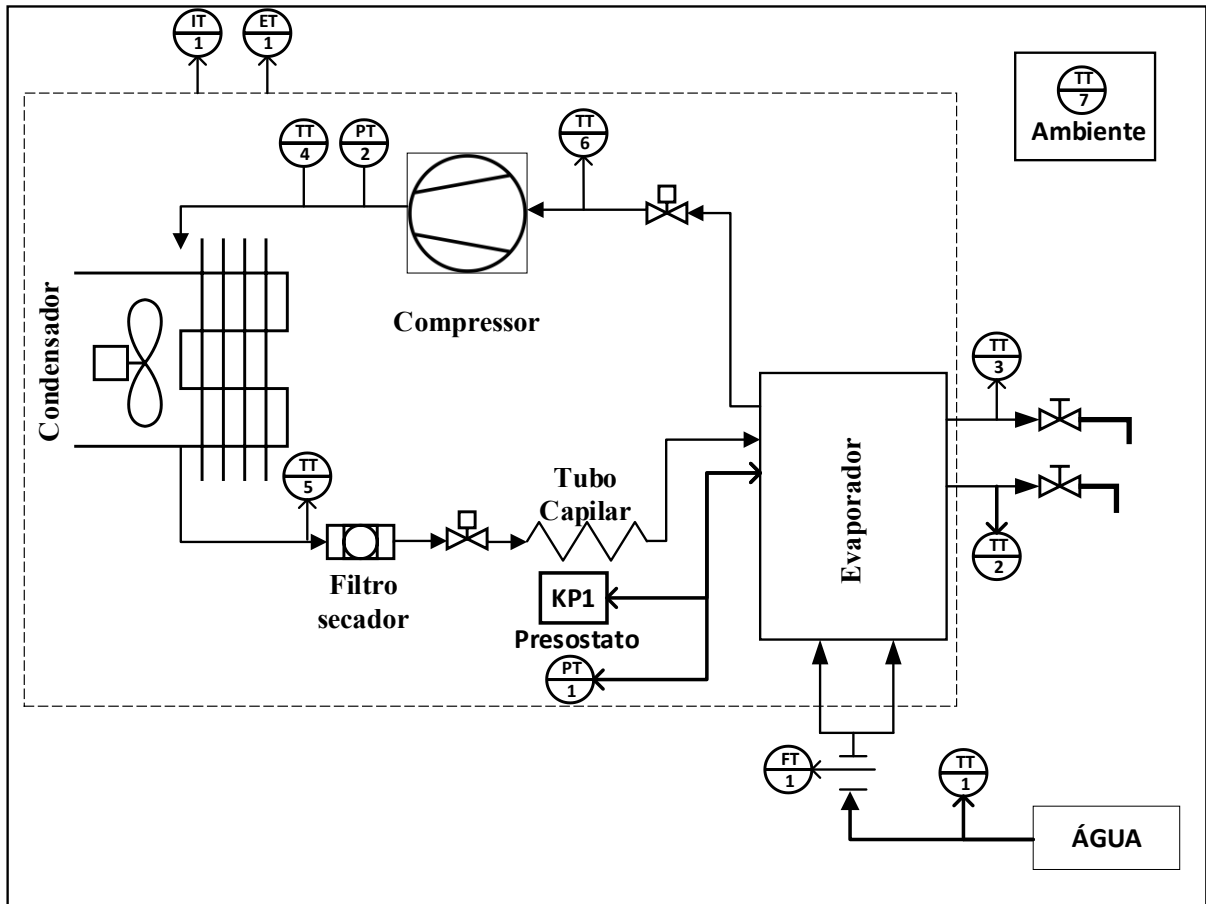 IT
1
ET
1
TT
7
Ambiente
TT
4
PT
2
TT
6
Compressor
Condensador
TT
3
TT
5
Tubo
Capilar
Evaporador
TT
2
Filtro
secador
KP1
Presostato
PT
1
FT
1
TT
1
ÁGUA